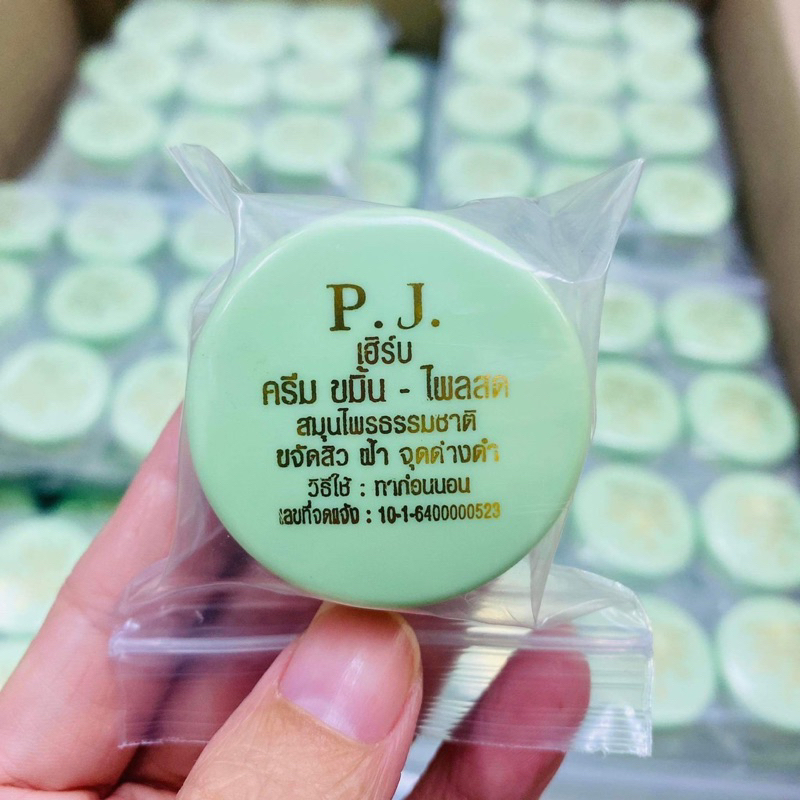 P.J.
เฮิร์บ
ครีม ขมิ้น - ไพลสด
สมุนไพรธรรมชาติ
ขจัดสิว ฝ้า จุดด่างดำ
วิธีใช้ : ทาก่อนนอน
เลขที่จดแจ้ง : 10-1-6400000523